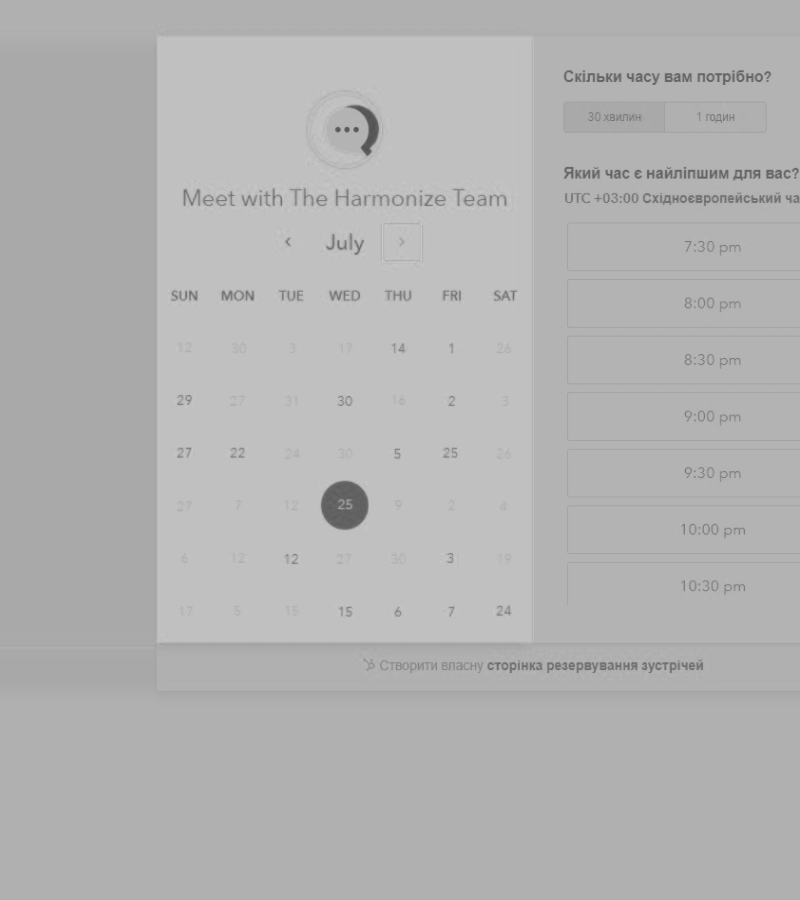 Meet with The Harmonize Team
July
SUN MON TUE WED THU FRI SAT
12 30 3 17 14 1 26
29 27 31 30 16 2 3
27 22 24 30 5 25 26
27 7 12 25 9 2 4
6 12 12 27 30 3 19
17 5 15 15 6 7 24
Скільки часу вам потрібно?
30 хвилин 1 годин
Який час є найліпшим для вас?
UTC +03:00 Східноєвропейський ча
7:30 pm
8:00 pm
8:30 pm
9:00 pm
9:30 pm
10:00 pm
10:30 pm
Створити власну сторінка резервування зустрічей